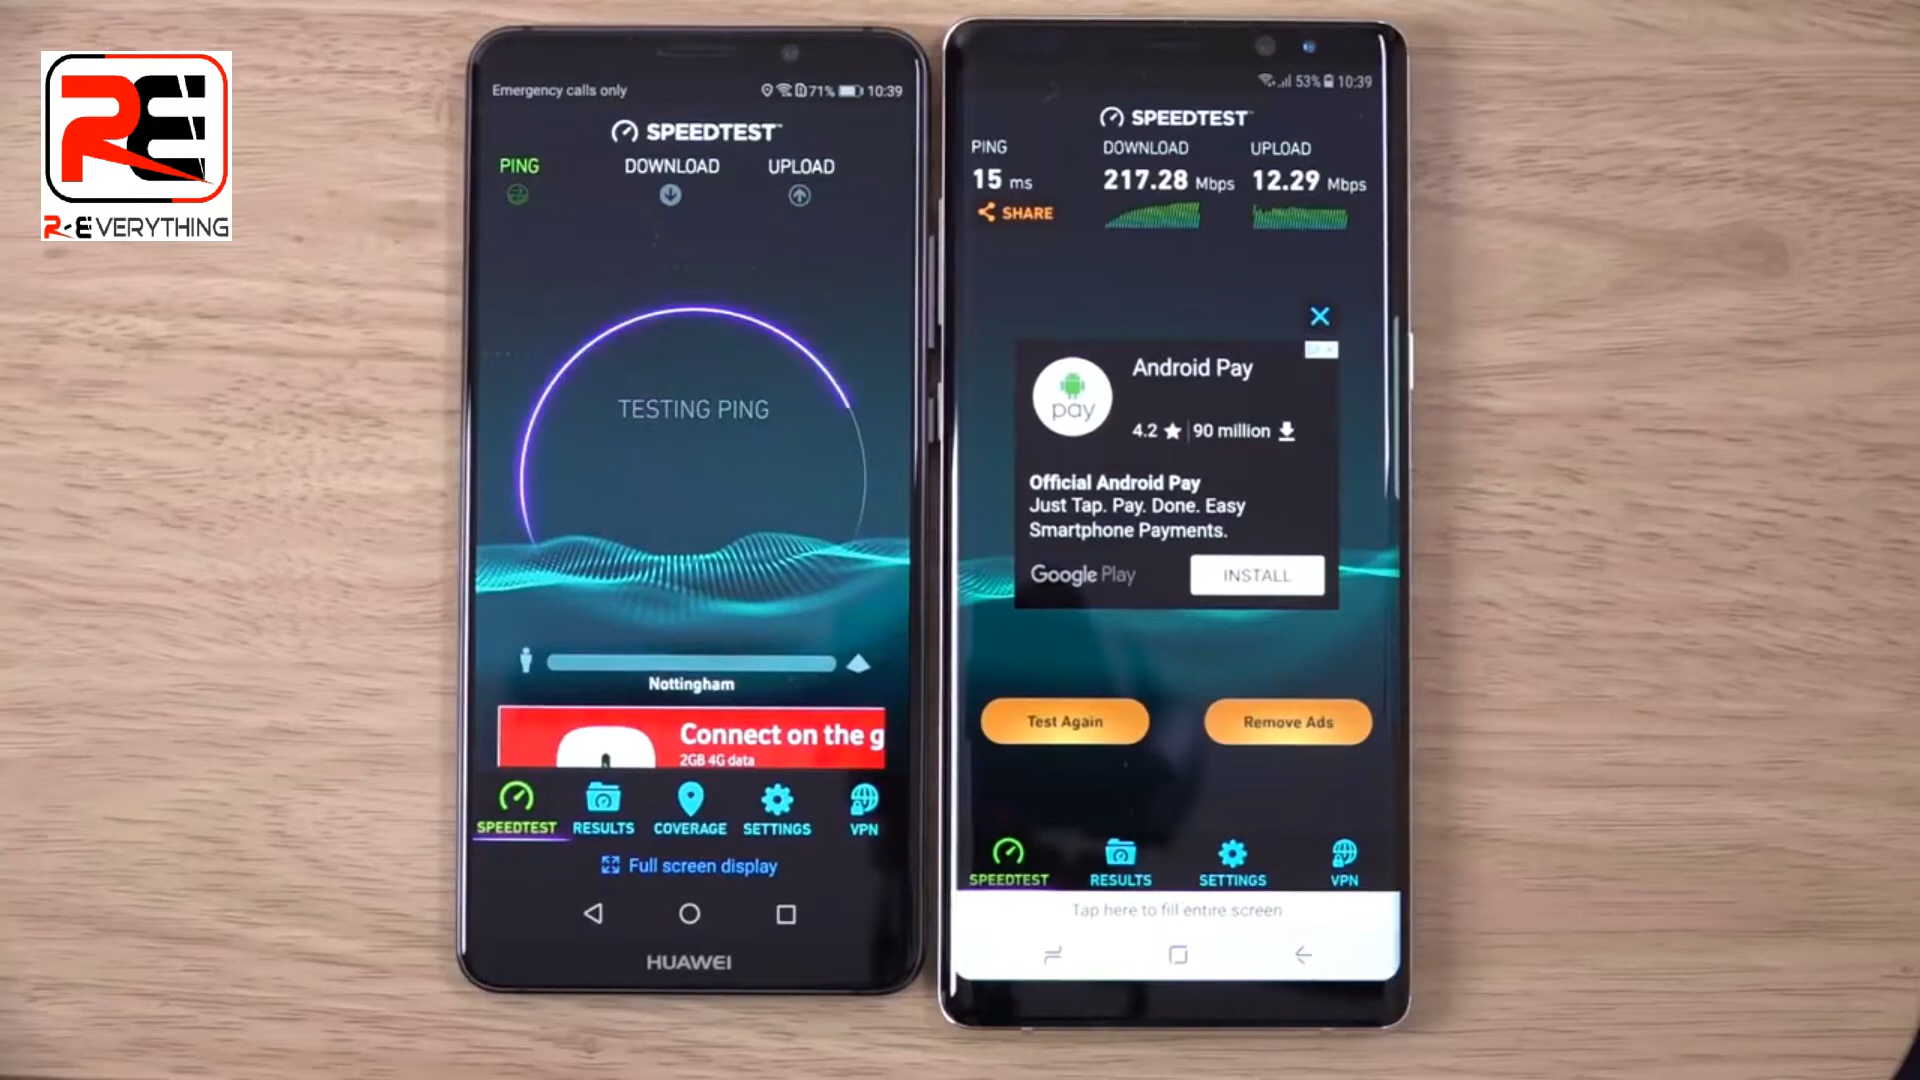 RE
R-EVERYTHING
Emergency calls only
71% 10:39
SPEEDTEST
PING DOWNLOAD UPLOAD
TESTING PING
Nottingham
Connect on the g
2GB 4G data
SPEEDTEST RESULTS COVERAGE SETTINGS VPN
Full screen display
HUAWEI
53% 10:39
SPEEDTEST
PING DOWNLOAD UPLOAD
15 ms 217.28 Mbps 12.29 Mbps
SHARE
Android Pay
pay
4.2 ★ | 90 million
Official Android Pay
Just Tap. Pay. Done. Easy
Smartphone Payments.
Google Play INSTALL
Test Again Remove Ads
SPEEDTEST RESULTS SETTINGS VPN
Tap here to fill entire screen